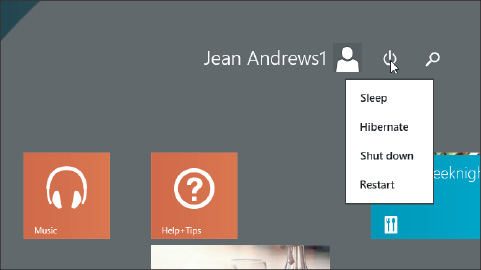 Jean Andrews1
Sleep
Hibernate
Shut down
Restart
eeknigh
Music
Help+Tips